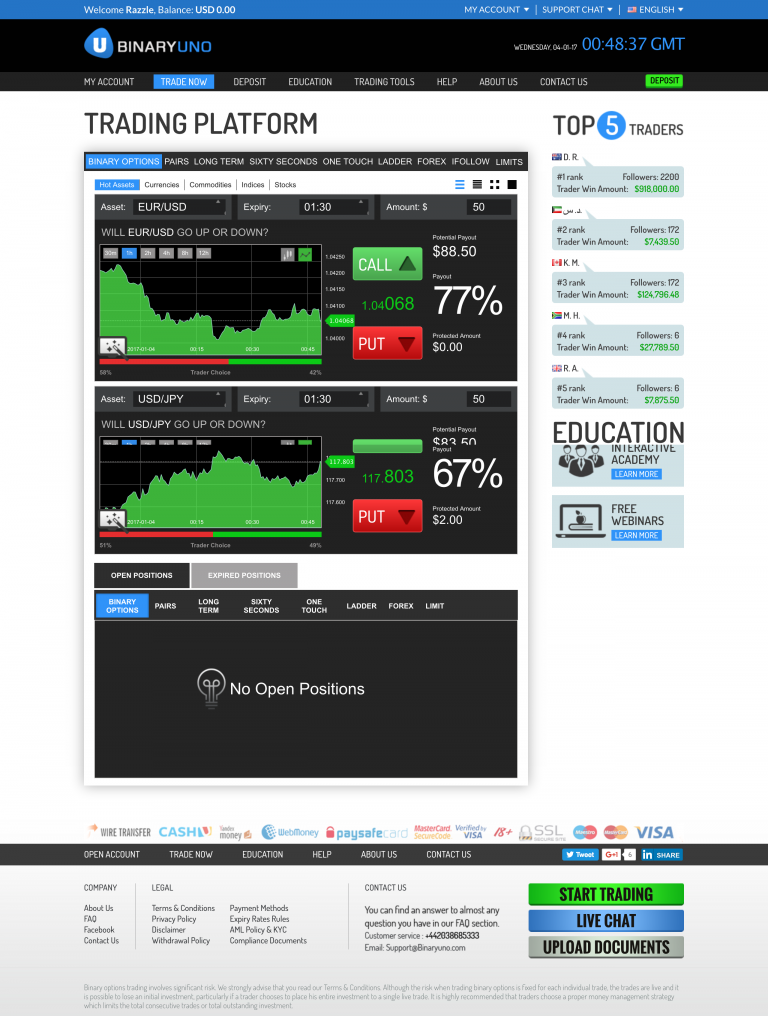 Welcome Razzle, Balance: USD 0.00
MY ACCOUNT SUPPORT CHAT ENGLISH
U BINARYUNO
WEDNESDAY, 04-01-17 00:48:37 GMT
MY ACCOUNT TRADE NOW DEPOSIT EDUCATION TRADING TOOLS HELP ABOUT US CONTACT US DEPOSIT
TRADING PLATFORM
BINARY OPTIONS PAIRS LONG TERM SIXTY SECONDS ONE TOUCH LADDER FOREX IFOLLOW LIMITS
Hot Assets Currencies Commodities Indices Stocks
Asset: EUR/USD Expiry: 01:30 Amount: $ 50
WILL EUR/USD GO UP OR DOWN?
30m 1h 2h 4h 8h 12h
1.04250
1.04200
1.04150
1.04100
1.04068
1.04000
2017-01-04 00:15 00:30 00:45
58% Trader Choice 42%
CALL
1.04068
PUT
Potential Payout
$88.50
Payout
77%
Protected Amount
$0.00
Asset: USD/JPY Expiry: 01:30 Amount: $ 50
WILL USD/JPY GO UP OR DOWN?
117.803
117.700
117.600
2017-01-04 00:15 00:30 00:45
51% Trader Choice 49%
117.803
PUT
Potential Payout
$83.50
Payout
67%
Protected Amount
$2.00
OPEN POSITIONS EXPIRED POSITIONS
BINARY OPTIONS PAIRS LONG TERM SIXTY SECONDS ONE TOUCH LADDER FOREX LIMIT
No Open Positions
TOP 5 TRADERS
D. R.
#1 rank Followers: 2200
Trader Win Amount: $918,000.00
د. س.
#2 rank Followers: 172
Trader Win Amount: $7,439.50
K. M.
#3 rank Followers: 172
Trader Win Amount: $124,796.48
M. H.
#4 rank Followers: 6
Trader Win Amount: $27,789.50
R. A.
#5 rank Followers: 6
Trader Win Amount: $7,875.50
EDUCATION
INTERACTIVE
ACADEMY
LEARN MORE
FREE
WEBINARS
LEARN MORE
WIRE TRANSFER CASHU Yandex money WebMoney paysafecard MasterCard. SecureCode. Verified by VISA 18+ SSL SECURE SITE Maestro MasterCard VISA
OPEN ACCOUNT TRADE NOW EDUCATION HELP ABOUT US CONTACT US
Tweet G+1 6 in SHARE
COMPANY
About Us
FAQ
Facebook
Contact Us
LEGAL
Terms & Conditions
Privacy Policy
Disclaimer
Withdrawal Policy
Payment Methods
Expiry Rates Rules
AML Policy & KYC
Compliance Documents
CONTACT US
You can find an answer to almost any
question you have in our FAQ section.
Customer service : +442038685333
Email: Support@Binaryuno.com
START TRADING
LIVE CHAT
UPLOAD DOCUMENTS
Binary options trading involves significant risk. We strongly advise that you read our Terms & Conditions. Although the risk when trading binary options is fixed for each individual trade, the trades are live and it
is possible to lose an initial investment, particularly if a trader chooses to place his entire investment to a single live trade. It is highly recommended that traders choose a proper money management strategy
which limits the total consecutive trades or total outstanding investment.